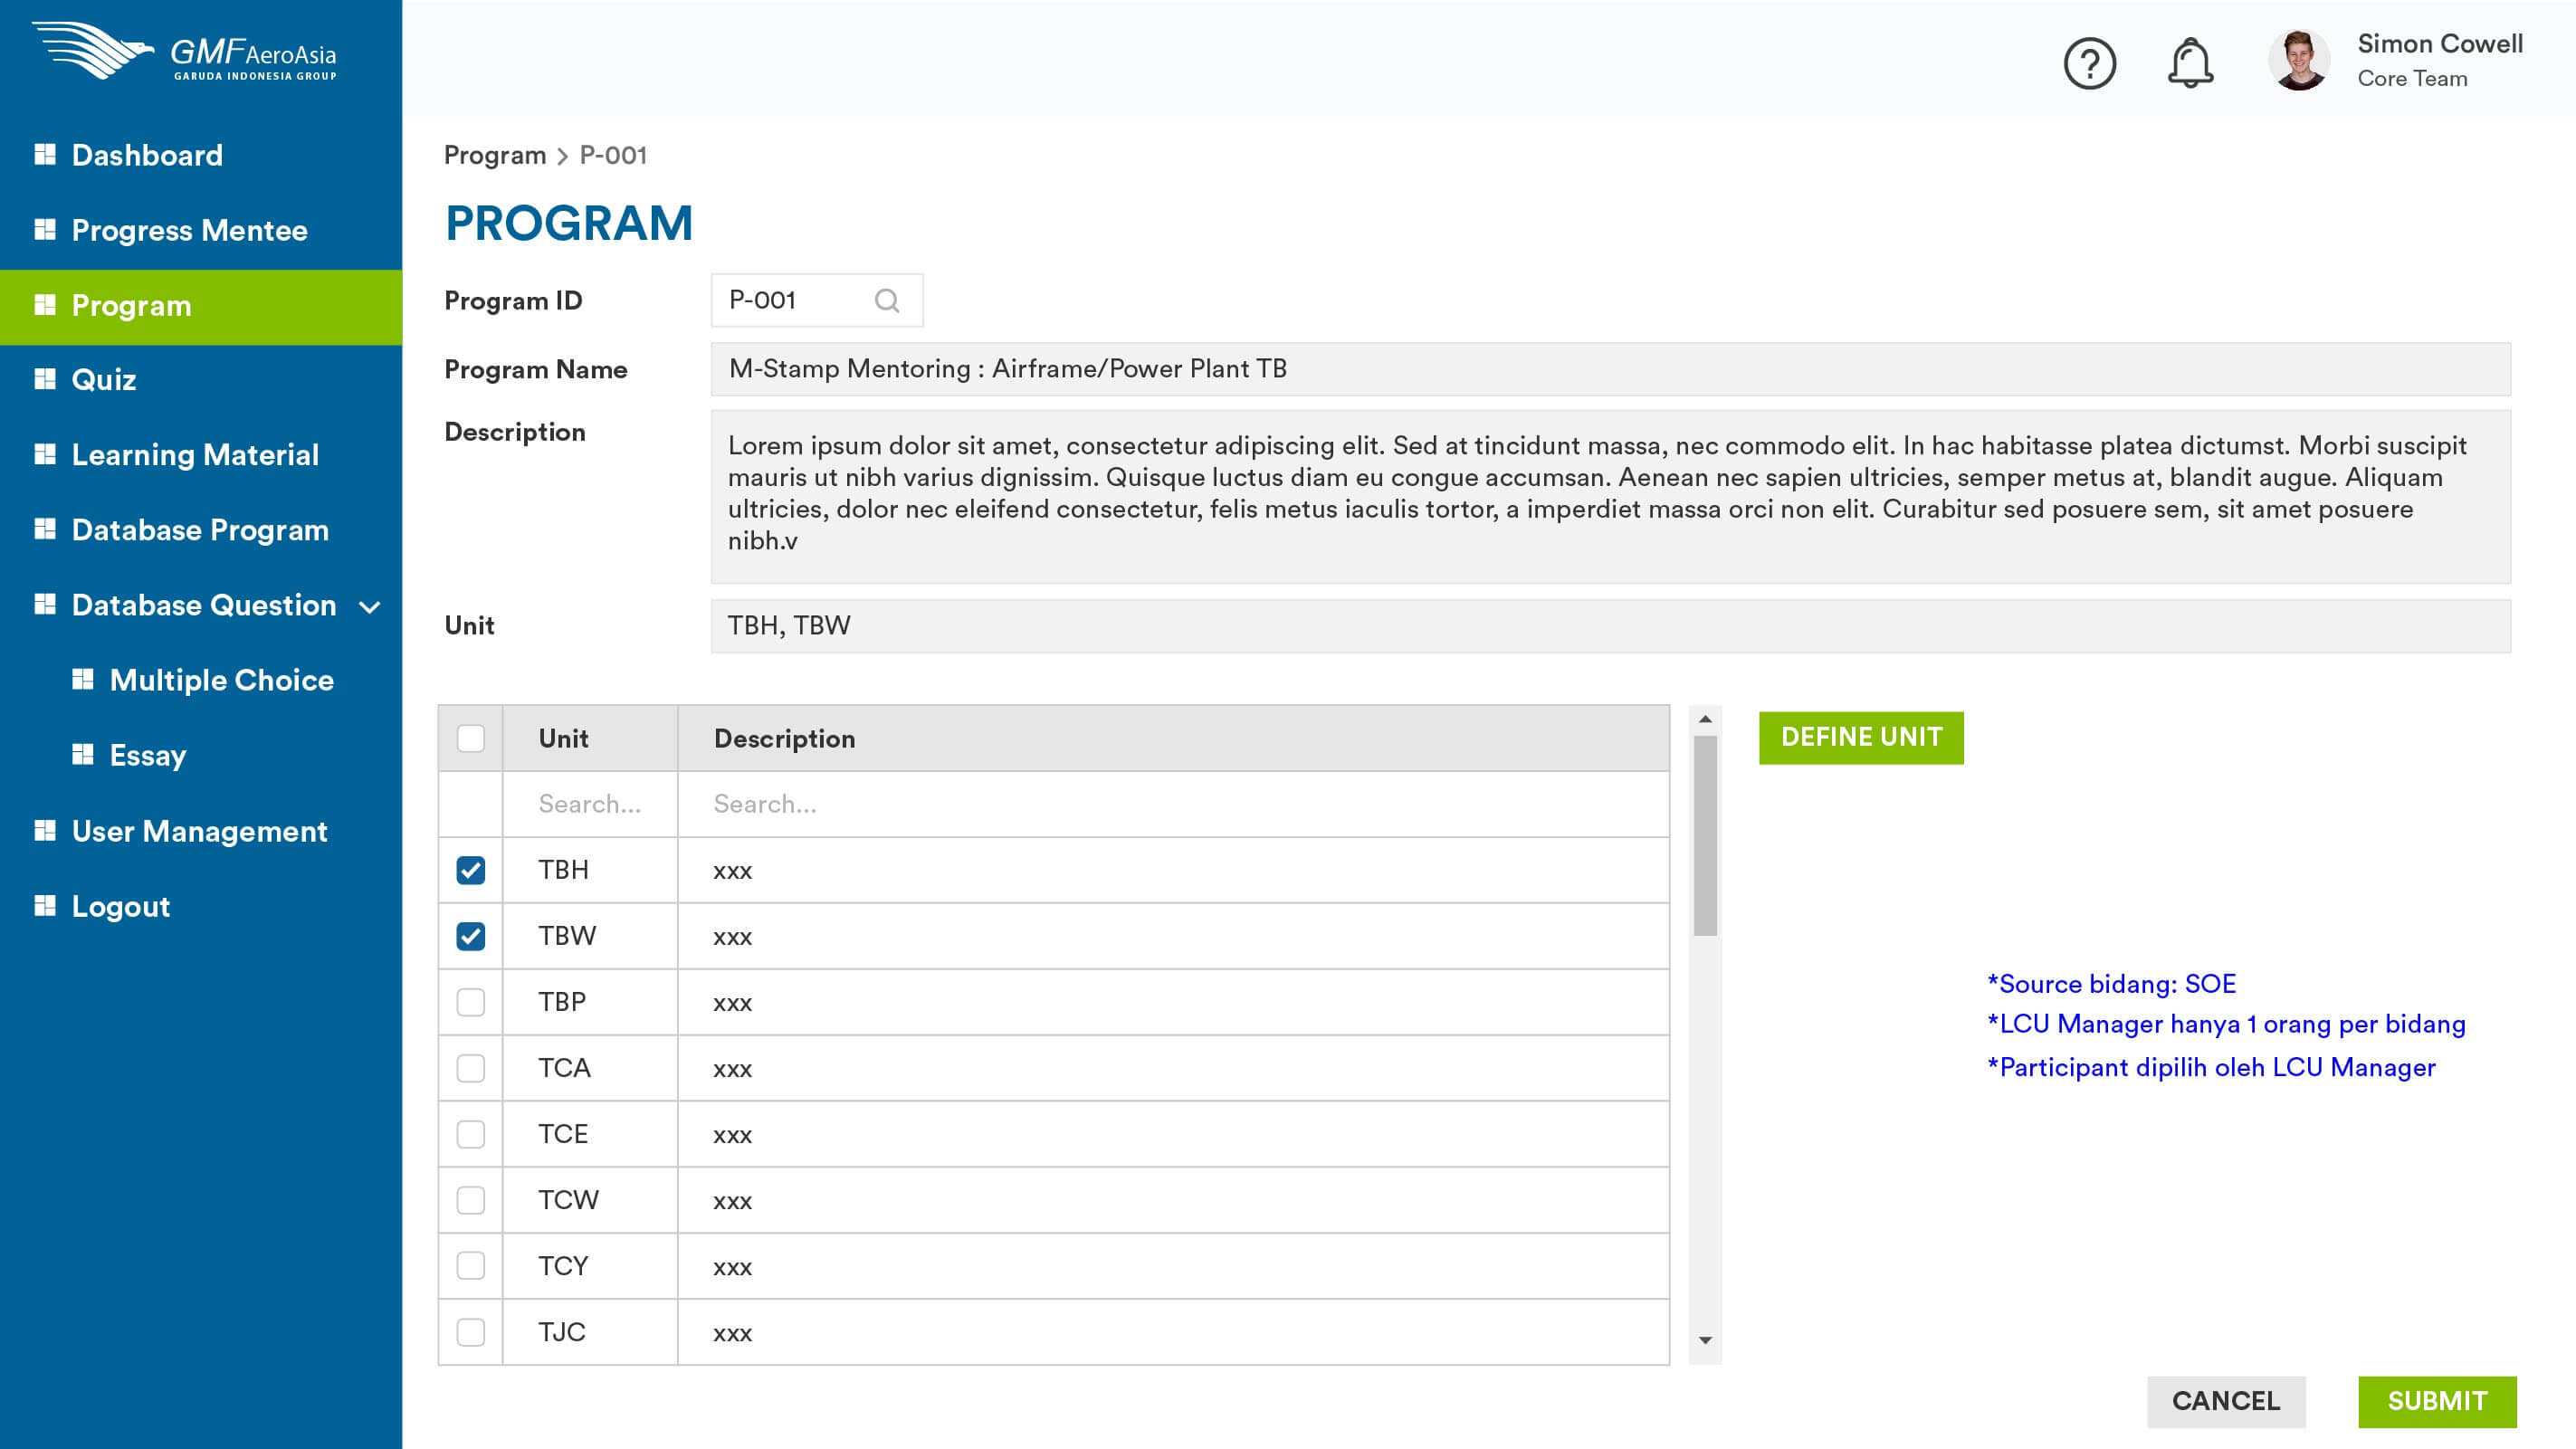 GMF AeroAsia
GARUDA INDONESIA GROUP
Simon Cowell
Core Team
Dashboard
Progress Mentee
Program
Quiz
Learning Material
Database Program
Database Question
Multiple Choice
Essay
User Management
Logout
Program > P-001
PROGRAM
Program ID P-001
Program Name M-Stamp Mentoring : Airframe/Power Plant TB
Description
Lorem ipsum dolor sit amet, consectetur adipiscing elit. Sed at tincidunt massa, nec commodo elit. In hac habitasse platea dictumst. Morbi suscipit
mauris ut nibh varius dignissim. Quisque luctus diam eu congue accumsan. Aenean nec sapien ultricies, semper metus at, blandit augue. Aliquam
ultricies, dolor nec eleifend consectetur, felis metus iaculis tortor, a imperdiet massa orci non elit. Curabitur sed posuere sem, sit amet posuere
nibh.v
Unit TBH, TBW
Unit Description
Search... Search...
TBH xxx
TBW xxx
TBP xxx
TCA xxx
TCE xxx
TCW xxx
TCY xxx
TJC xxx
DEFINE UNIT
*Source bidang: SOE
*LCU Manager hanya 1 orang per bidang
*Participant dipilih oleh LCU Manager
CANCEL
SUBMIT